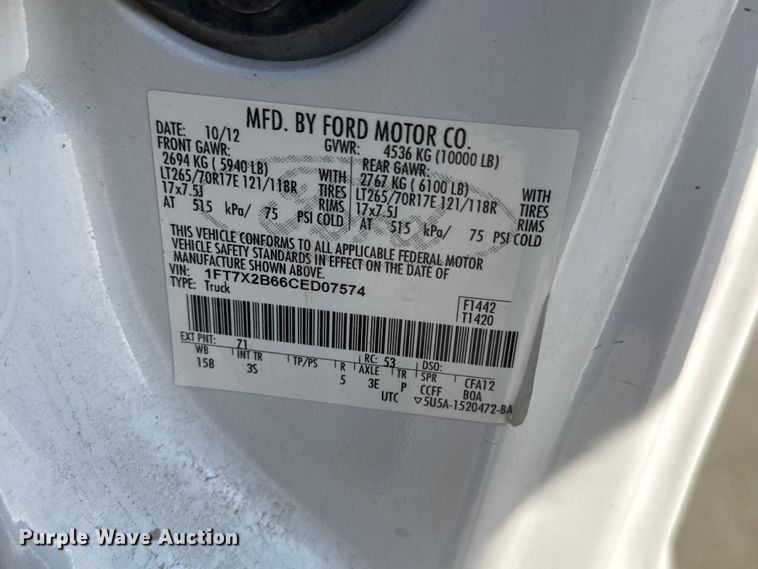 MFD. BY FORD MOTOR CO.
DATE: 10/12 GVWR: 4536 KG (10000 LB)
FRONT GAWR: REAR GAWR:
2694 KG ( 5940 LB) WITH 2767 KG ( 6100 LB) WITH
LT265/70R17E 121/118R TIRES LT265/70R17E 121/118R TIRES
17x7.5J RIMS 17x7.5J RIMS
AT 515 kPa/ 75 PSI COLD AT 515 kPa/ 75 PSI COLD
Ford
THIS VEHICLE CONFORMS TO ALL APPLICABLE FEDERAL MOTOR
VEHICLE SAFETY STANDARDS IN EFFECT ON THE DATE OF
MANUFACTURE SHOWN ABOVE.
VIN: 1FT7X2B66CED07574
TYPE: Truck
F1442
T1420
EXT PNT: Z1 RC: 53 DSO:
WB INT TR TP/PS R AXLE TR SPR CFA12
158 3S 5 3E P CCFF BOA
UTC ▽5U5A-1520472-BA
Purple Wave Auction